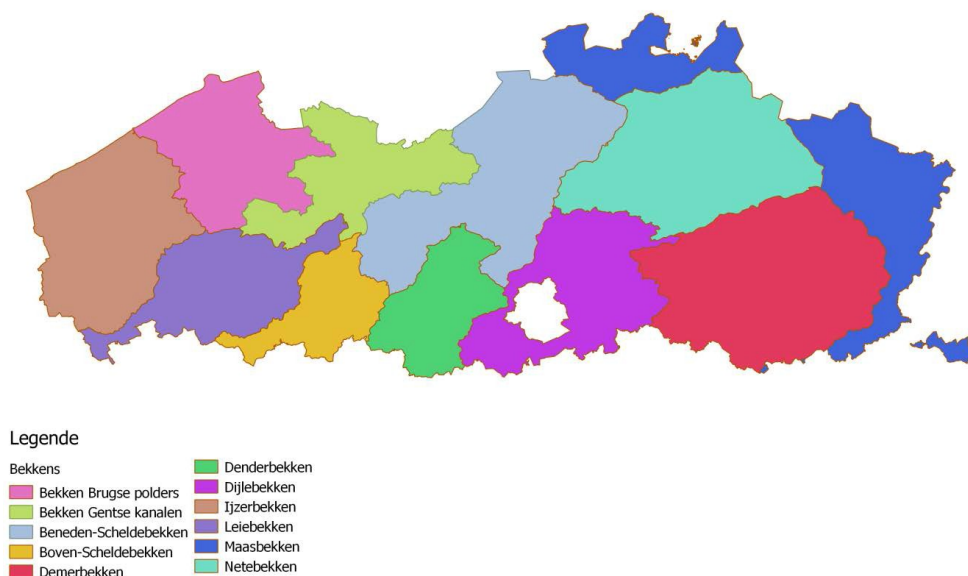 Legende
Bekkens
Bekken Brugse polders
Bekken Gentse kanalen
Beneden-Scheldebekken
Boven-Scheldebekken
Demerbekken
Denderbekken
Dijlebekken
Ijzerbekken
Leiebekken
Maasbekken
Netebekken